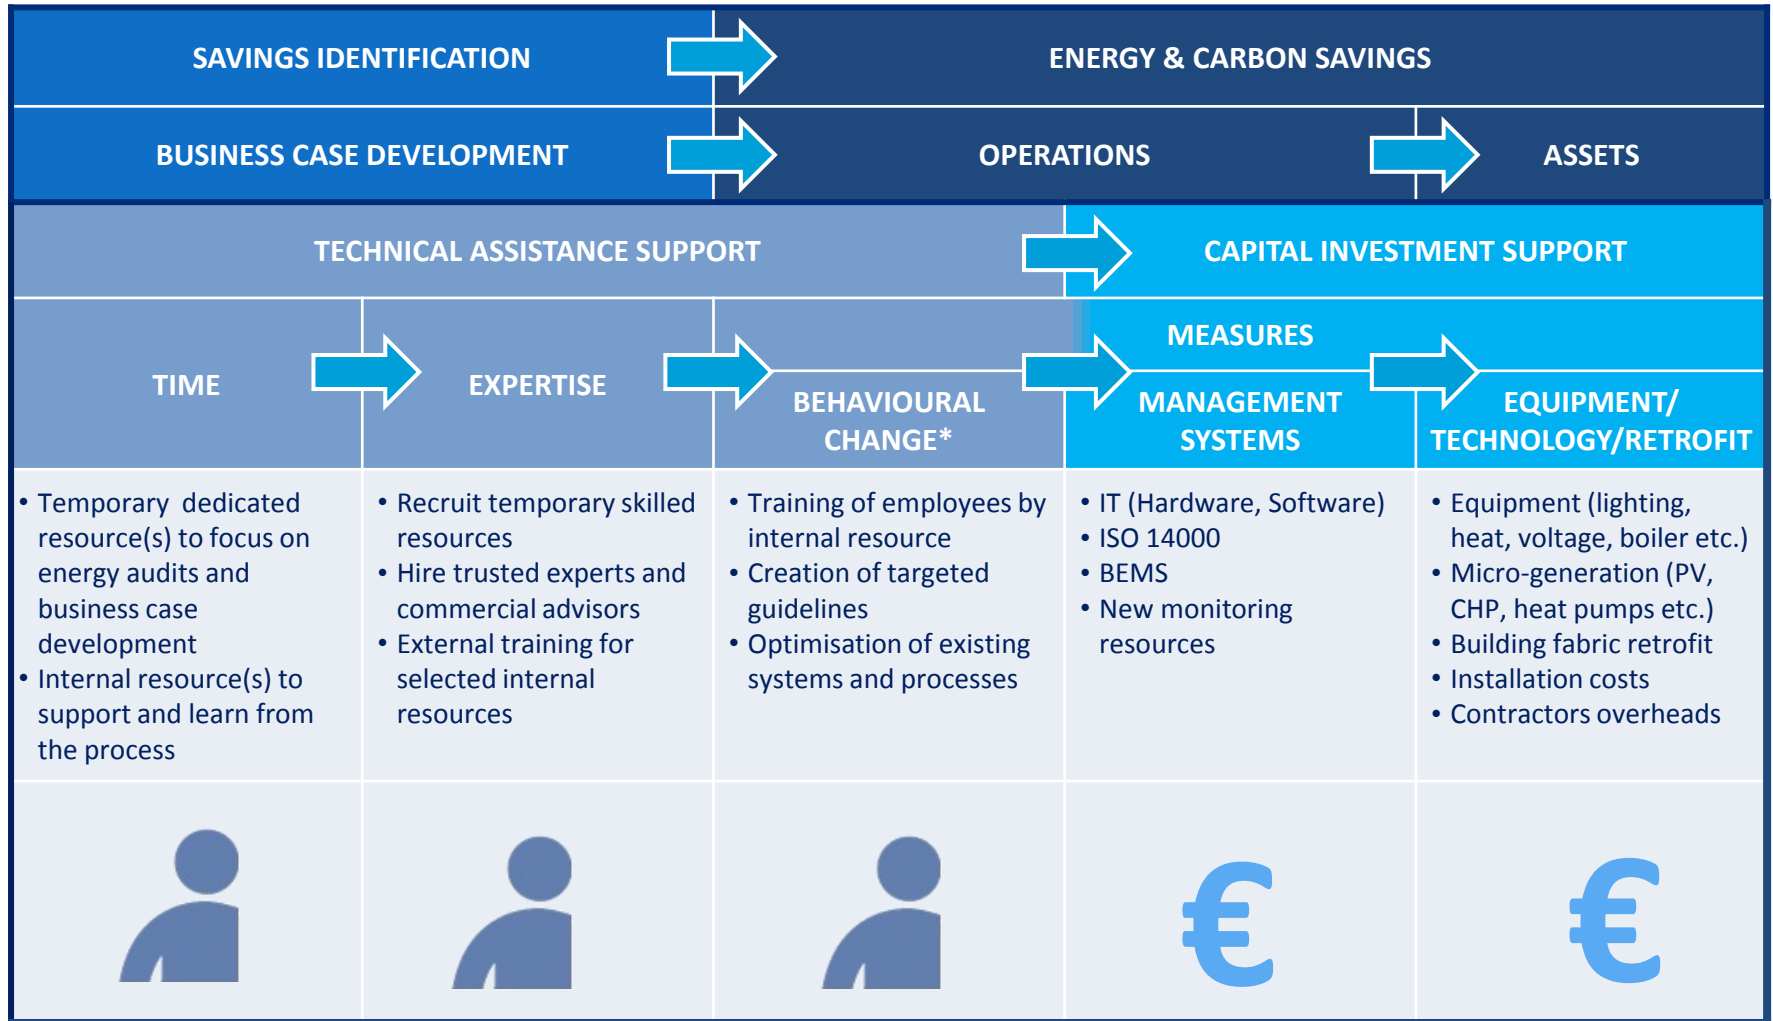 SAVINGS IDENTIFICATION
ENERGY & CARBON SAVINGS
BUSINESS CASE DEVELOPMENT
OPERATIONS
ASSETS
TECHNICAL ASSISTANCE SUPPORT
CAPITAL INVESTMENT SUPPORT
MEASURES
TIME
EXPERTISE
BEHAVIOURAL
CHANGE*
MANAGEMENT
SYSTEMS
EQUIPMENT/
TECHNOLOGY/RETROFIT
• Temporary dedicated
resource(s) to focus on
energy audits and
business case
development
• Internal resource(s) to
support and learn from
the process
• Recruit temporary skilled
resources
• Hire trusted experts and
commercial advisors
• External training for
selected internal
resources
• Training of employees by
internal resource
• Creation of targeted
guidelines
• Optimisation of existing
systems and processes
• IT (Hardware, Software)
• ISO 14000
• BEMS
• New monitoring
resources
• Equipment (lighting,
heat, voltage, boiler etc.)
• Micro-generation (PV,
CHP, heat pumps etc.)
• Building fabric retrofit
• Installation costs
• Contractors overheads
€
€